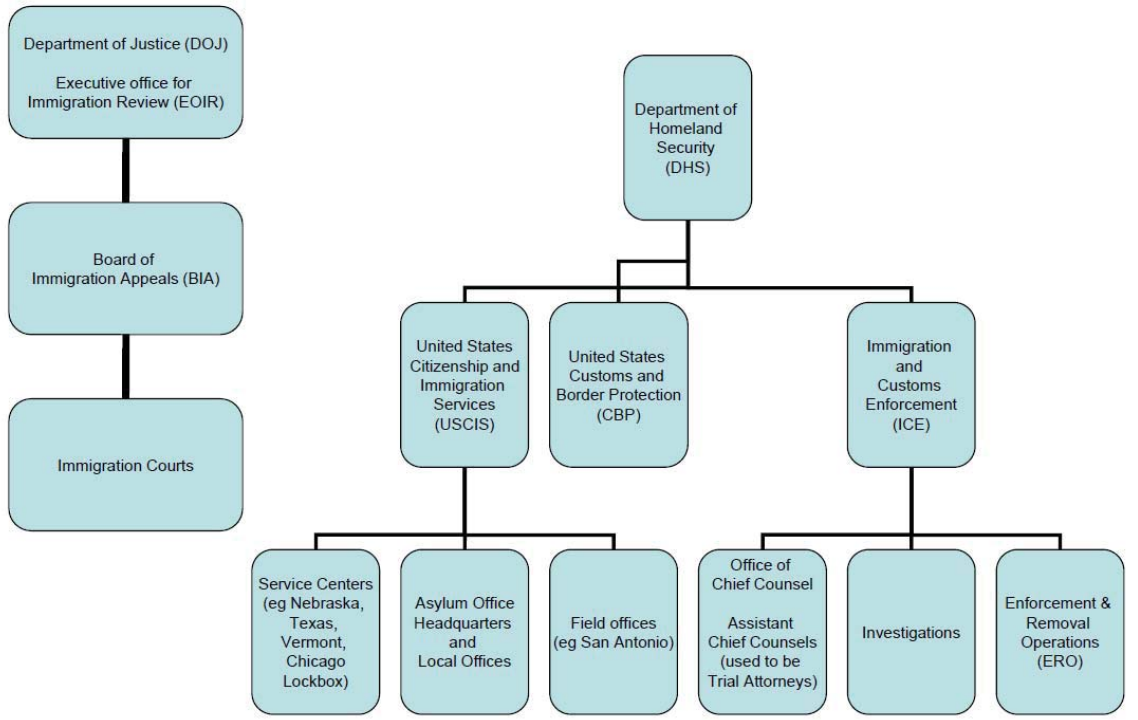 Department of Justice (DOJ)
Executive office for
Immigration Review (EOIR)
Board of
Immigration Appeals (BIA)
Immigration Courts
Department of
Homeland
Security
(DHS)
United States
Citizenship and
Immigration
Services
(USCIS)
United States
Customs and
Border Protection
(CBP)
Immigration
and
Customs
Enforcement
(ICE)
Service Centers
(eg Nebraska,
Texas,
Vermont,
Chicago
Lockbox)
Asylum Office
Headquarters
and
Local Offices
Field offices
(eg San Antonio)
Office of
Chief Counsel
Assistant
Chief Counsels
(used to be
Trial Attorneys)
Investigations
Enforcement &
Removal
Operations
(ERO)